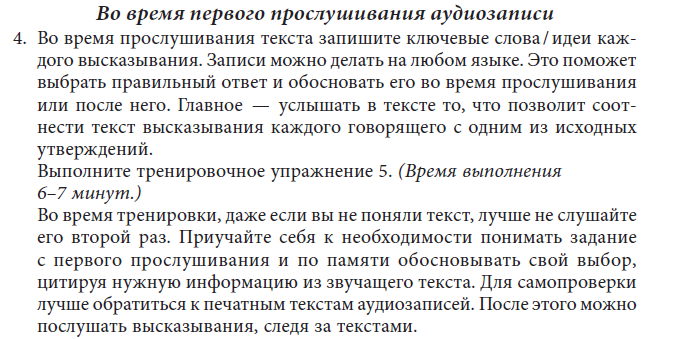 Во время первого прослушивания аудиозаписи
4. Во время прослушивания текста запишите ключевые слова / идеи каж-
дого высказывания. Записи можно делать на любом языке. Это поможет
выбрать правильный ответ и обосновать его во время прослушивания
или после него. Главное — услышать в тексте то, что позволит соот-
нести текст высказывания каждого говорящего с одним из исходных
утверждений.
Выполните тренировочное упражнение 5. (Время выполнения
6–7 минут.)
Во время тренировки, даже если вы не поняли текст, лучше не слушайте
его второй раз. Приучайте себя к необходимости понимать задание
с первого прослушивания и по памяти обосновывать свой выбор,
цитируя нужную информацию из звучащего текста. Для самопроверки
лучше обратиться к печатным текстам аудиозаписей. После этого можно
послушать высказывания, следя за текстами.